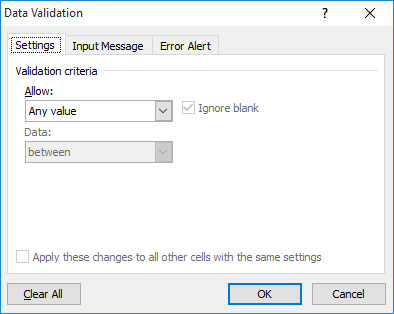 Data Validation
Settings Input Message Error Alert
Validation criteria
Allow:
Any value Ignore blank
Data:
between
Apply these changes to all other cells with the same settings
Clear All OK Cancel